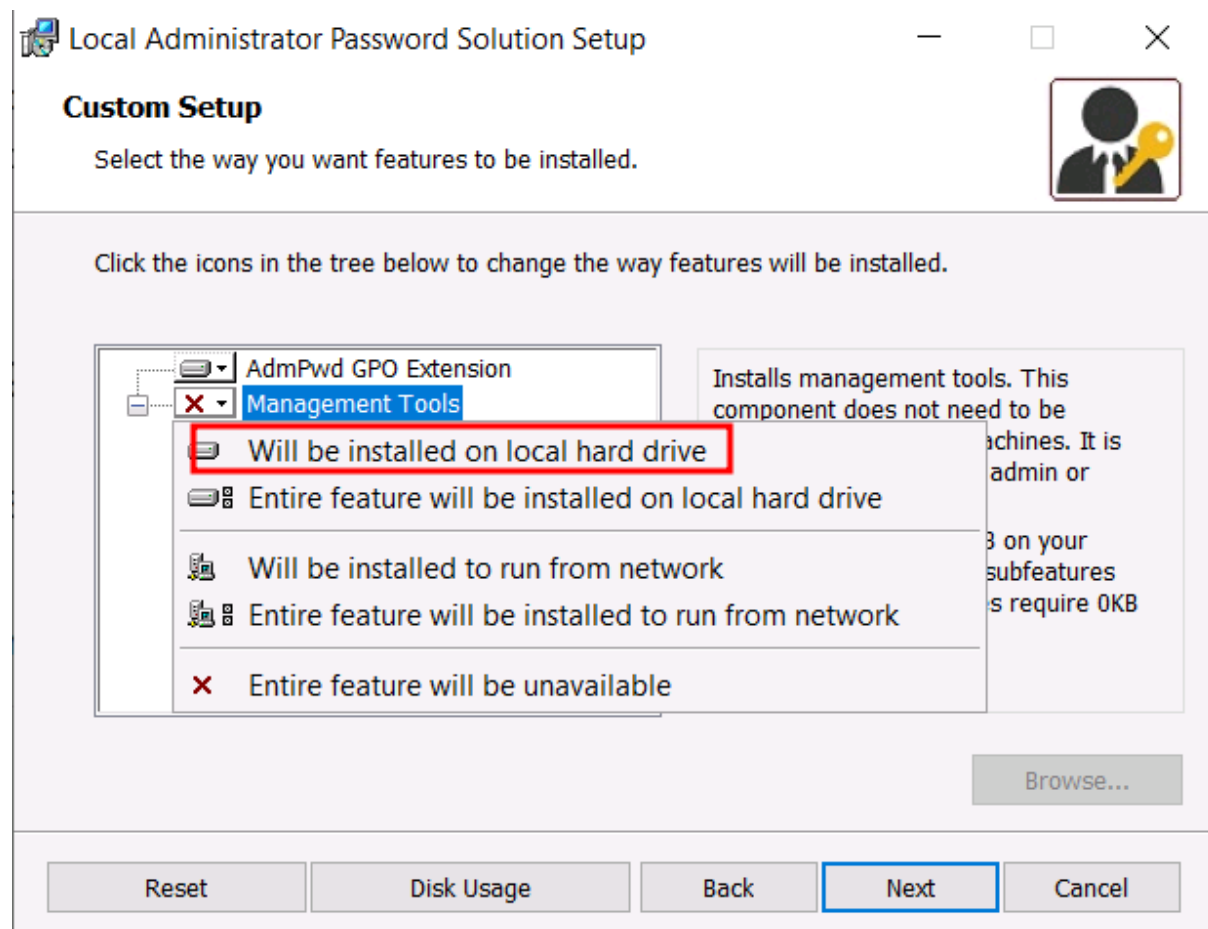 Local Administrator Password Solution Setup
Custom Setup
Select the way you want features to be installed.
Click the icons in the tree below to change the way features will be installed.
AdmPwd GPO Extension
Management Tools
Will be installed on local hard drive
Entire feature will be installed on local hard drive
Will be installed to run from network
Entire feature will be installed to run from network
Entire feature will be unavailable
Installs management tools. This
component does not need to be
achines. It is
admin or
on your
subfeatures
require 0KB
Browse...
Reset Disk Usage Back Next Cancel